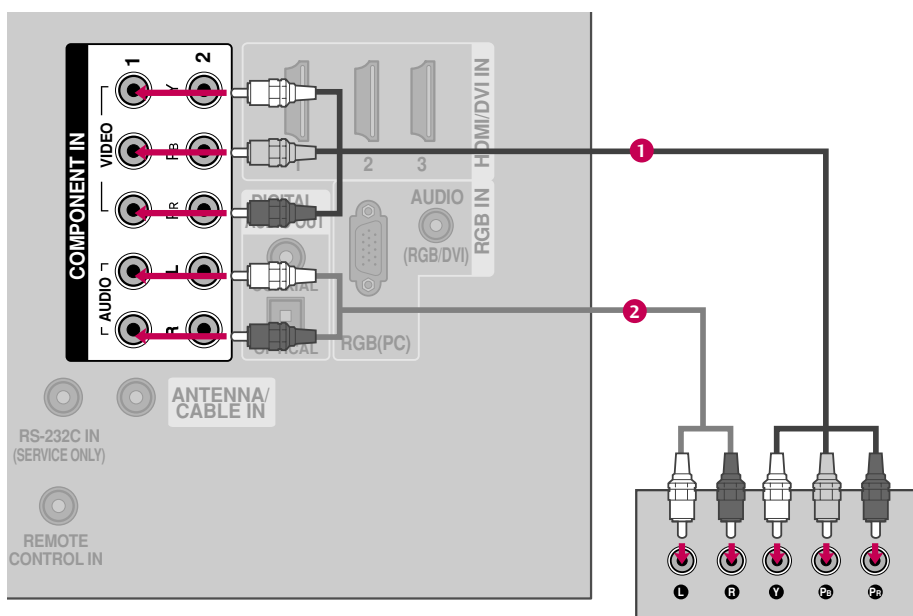 COMPONENT IN
VIDEO
AUDIO
1
2
Y
PB
PR
L
R
1
2
3
HDMI/DVI IN
DIGITAL
AUDIO OUT
COAXIAL
OPTICAL
AUDIO
(RGB/DVI)
RGB(PC)
RGB IN
1
2
ANTENNA/
CABLE IN
RS-232C IN
(SERVICE ONLY)
REMOTE
CONTROL IN
L
R
Y
PB
PR